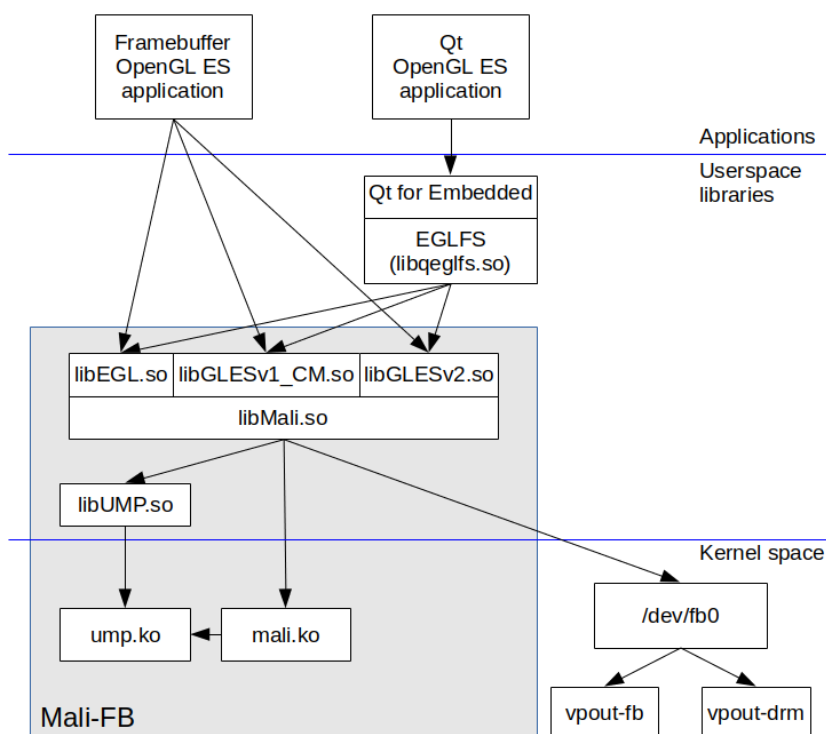 Framebuffer
OpenGL ES
application
Qt
OpenGL ES
application
Applications
Userspace
libraries
Qt for Embedded
EGLFS
(libqeglfs.so)
libEGL.so
libGLESv1_CM.so
libGLESv2.so
libMali.so
libUMP.so
Kernel space
ump.ko
mali.ko
/dev/fb0
vpout-fb
vpout-drm
Mali-FB